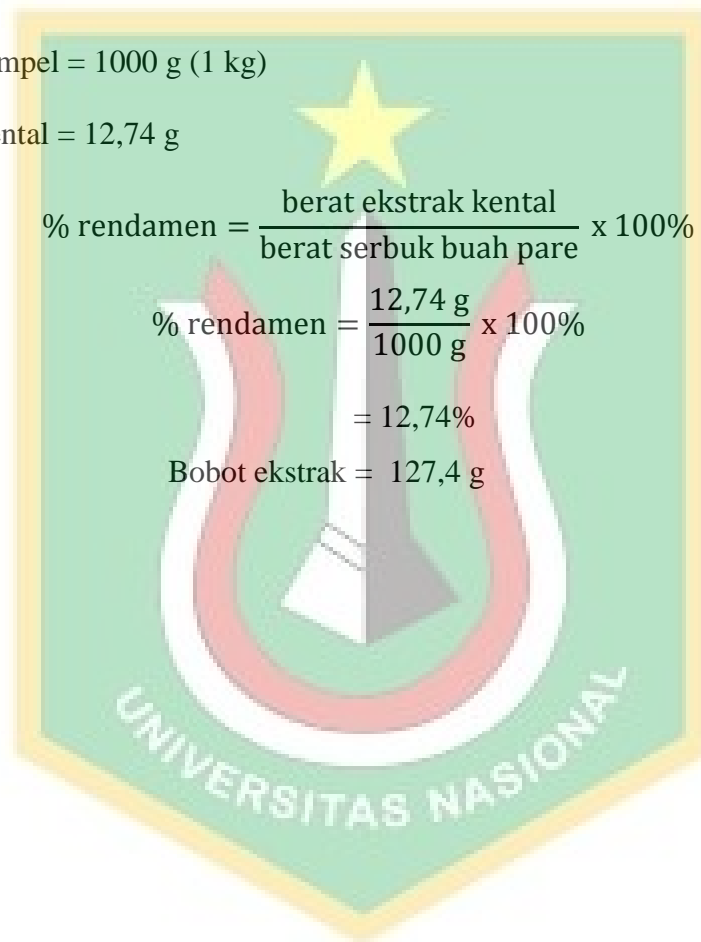 mpel = 1000 g (1 kg)
ntal = 12,74 g
% rendamen = berat ekstrak kental / berat serbuk buah pare x 100%
% rendamen = 12,74 g / 1000 g x 100%
= 12,74%
Bobot ekstrak = 127,4 g
UNIVERSITAS NASIONAL